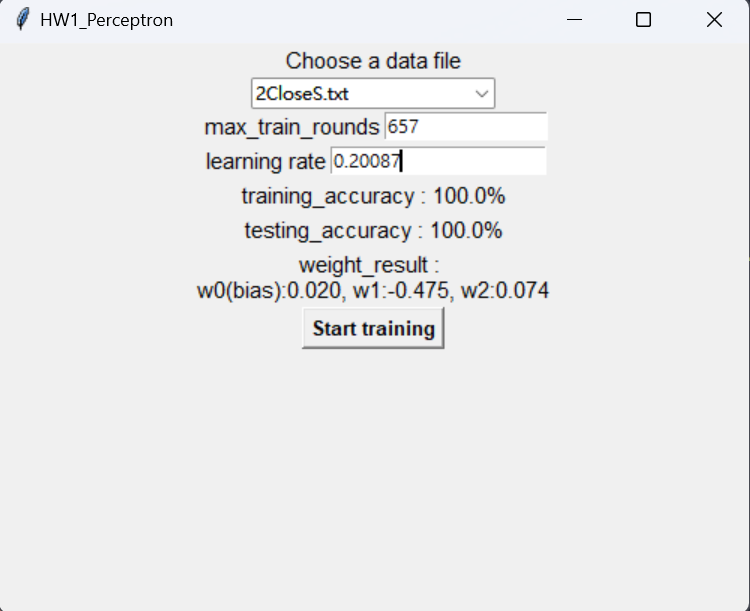 HW1_Perceptron
Choose a data file
2CloseS.txt
max_train_rounds 657
learning rate 0.20087
training_accuracy : 100.0%
testing_accuracy : 100.0%
weight_result :
w0(bias):0.020, w1:-0.475, w2:0.074
Start training